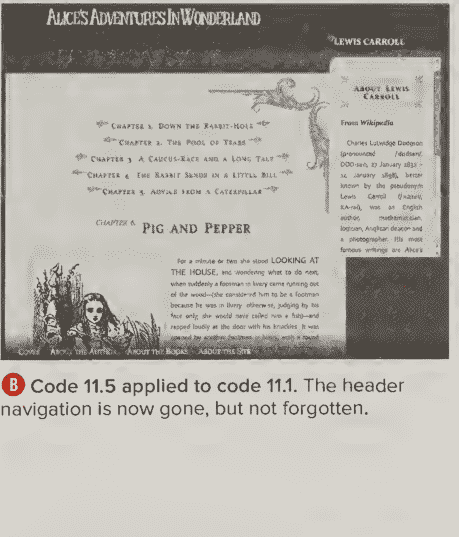 ALICE'S ADVENTURES IN WONDERLAND
LEWIS CARROLL
CHAPTER 1. DOWN THE RABBIT-HOLE
CHAPTER 2. THE POOL OF TEARS
CHAPTER 3. A CAUCUS-RACE AND A LONG TALE
CHAPTER 4. THE RABBIT SENDS IN A LITTLE BILL
CHAPTER 5. ADVICE FROM A CATERPILLAR
CHAPTER 6.
PIG AND PEPPER
For a minute or two she stood LOOKING AT
THE HOUSE, and wondering what to do next,
when suddenly a footman in livery came running out
of the wood—(she considered him to be a footman
because he was in livery: otherwise, judging by his
face only, she would have called him a fish)—and
rapped loudly at the door with his knuckles. It was
opened by another footman in livery, with a round
ABOUT LEWIS
CARROLL
From Wikipedia
Charles Lutwidge Dodgson
(pronounced
27 January 1832 –
14 January 1898), better
known by the pseudonym
Lewis Carroll
was an English
author, mathematician,
logician, Anglican deacon and
a photographer. His most
famous writings are Alice's
COVER ABOUT THE AUTHOR ABOUT THE BOOKS ABOUT THE SITE
B Code 11.5 applied to code 11.1. The header
navigation is now gone, but not forgotten.